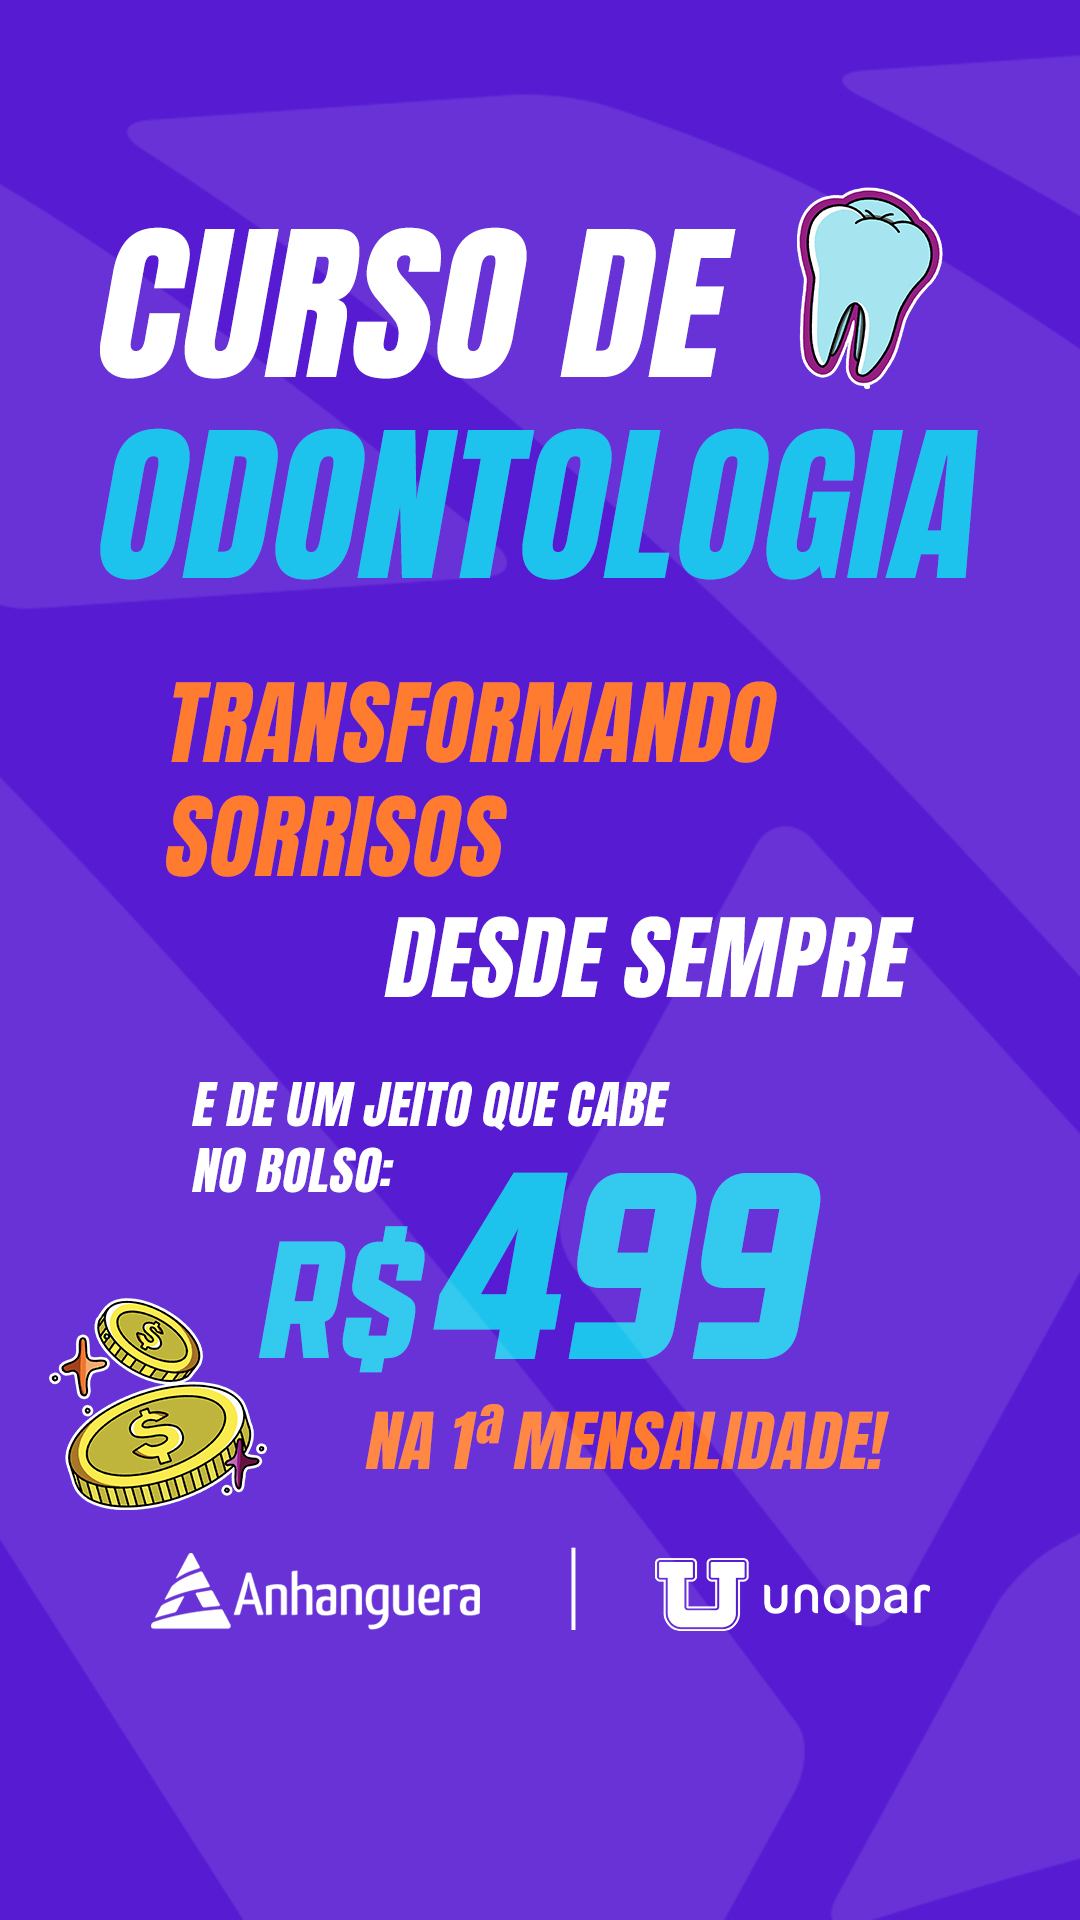 CURSO DE
ODONTOLOGIA
TRANSFORMANDO
SORRISOS
DESDE SEMPRE
E DE UM JEITO QUE CABE
NO BOLSO:
R$499
NA 1ª MENSALIDADE!
$
$
Anhanguera
U unopar